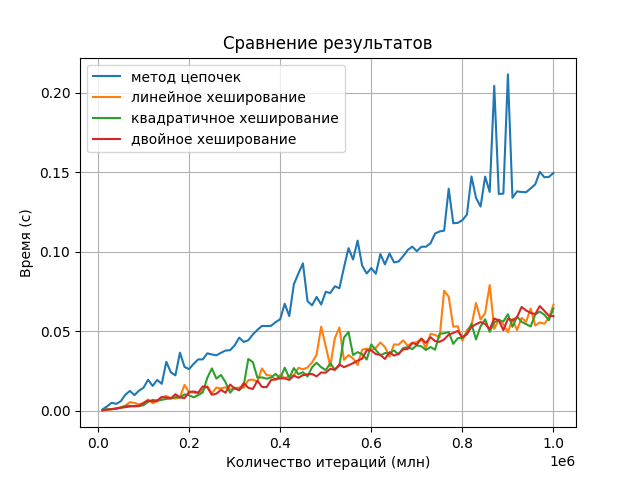 Сравнение результатов
метод цепочек
линейное хеширование
квадратичное хеширование
двойное хеширование
0.20
0.15
0.10
0.05
0.00
Время (с)
0.0
0.2
0.4
0.6
0.8
1.0
Количество итераций (млн)
1e6